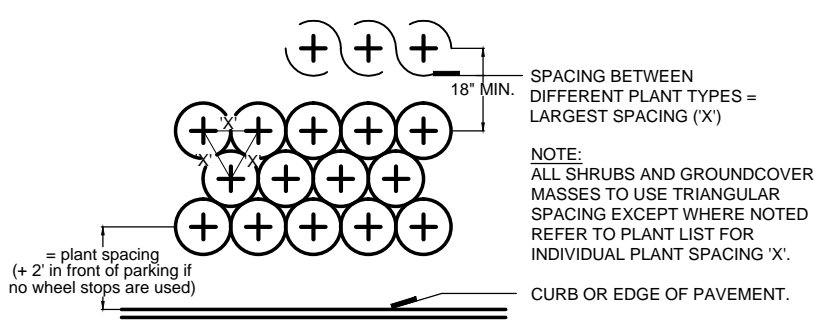 18" MIN.
SPACING BETWEEN
DIFFERENT PLANT TYPES =
LARGEST SPACING ('X')
'X'
'X'
'X'
NOTE:
ALL SHRUBS AND GROUNDCOVER
MASSES TO USE TRIANGULAR
SPACING EXCEPT WHERE NOTED
REFER TO PLANT LIST FOR
INDIVIDUAL PLANT SPACING 'X'.
= plant spacing
(+ 2' in front of parking if
no wheel stops are used)
CURB OR EDGE OF PAVEMENT.